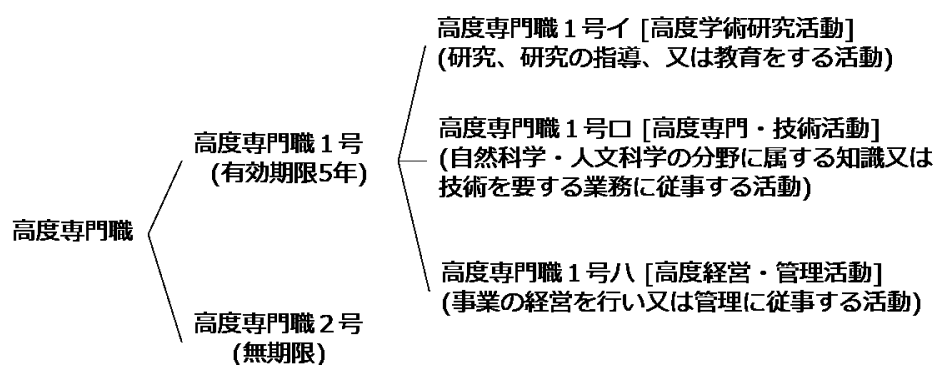 高度専門職
高度専門職１号
(有効期限5年)
高度専門職２号
(無期限)
高度専門職１号イ [高度学術研究活動]
(研究、研究の指導、又は教育をする活動)
高度専門職１号ロ [高度専門・技術活動]
(自然科学・人文科学の分野に属する知識又は
技術を要する業務に従事する活動)
高度専門職１号ハ [高度経営・管理活動]
(事業の経営を行い又は管理に従事する活動)